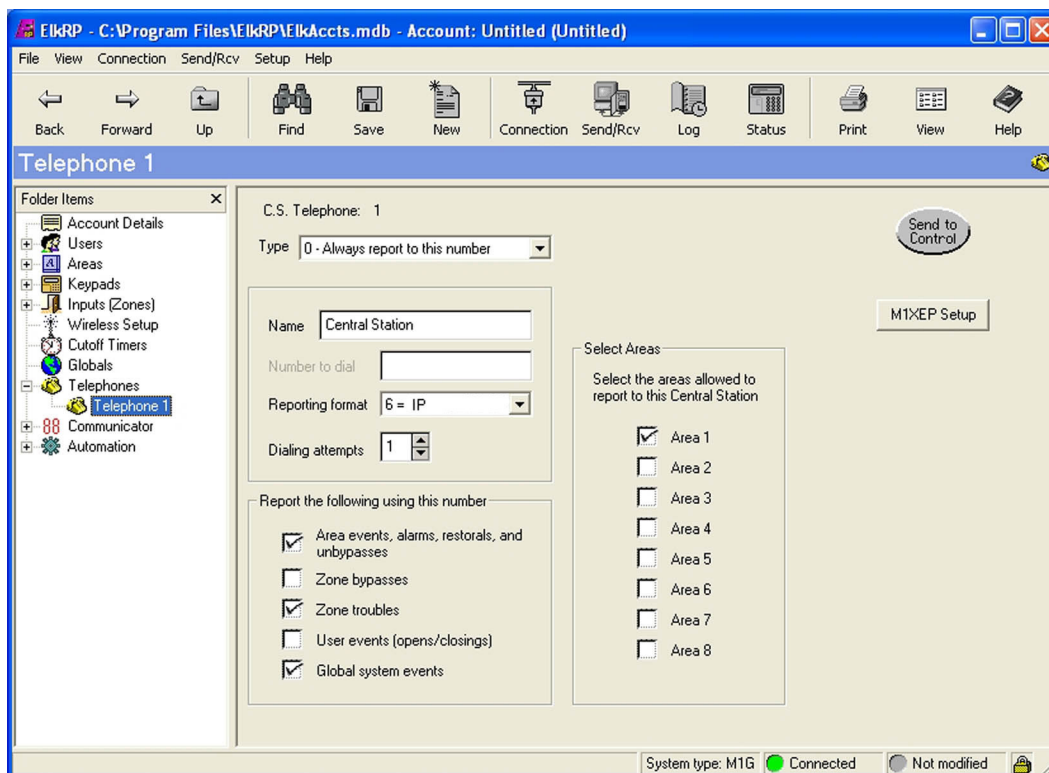 ElkRP - C:\Program Files\ElkRP\ElkAccts.mdb - Account: Untitled (Untitled)
File View Connection Send/Rcv Setup Help
Back Forward Up Find Save New Connection Send/Rcv Log Status Print View Help
Telephone 1
Folder Items
Account Details
Users
Areas
Keypads
Inputs (Zones)
Wireless Setup
Cutoff Timers
Globals
Telephones
Telephone 1
88 Communicator
Automation
C.S. Telephone: 1
Type 0 - Always report to this number
Send to
Control
M1XEP Setup
Name Central Station
Number to dial
Reporting format 6 = IP
Dialing attempts 1
Report the following using this number
Area events, alarms, restorals, and
unbypasses
Zone bypasses
Zone troubles
User events (opens/closings)
Global system events
Select Areas
Select the areas allowed to
report to this Central Station
Area 1
Area 2
Area 3
Area 4
Area 5
Area 6
Area 7
Area 8
System type: M1G Connected Not modified